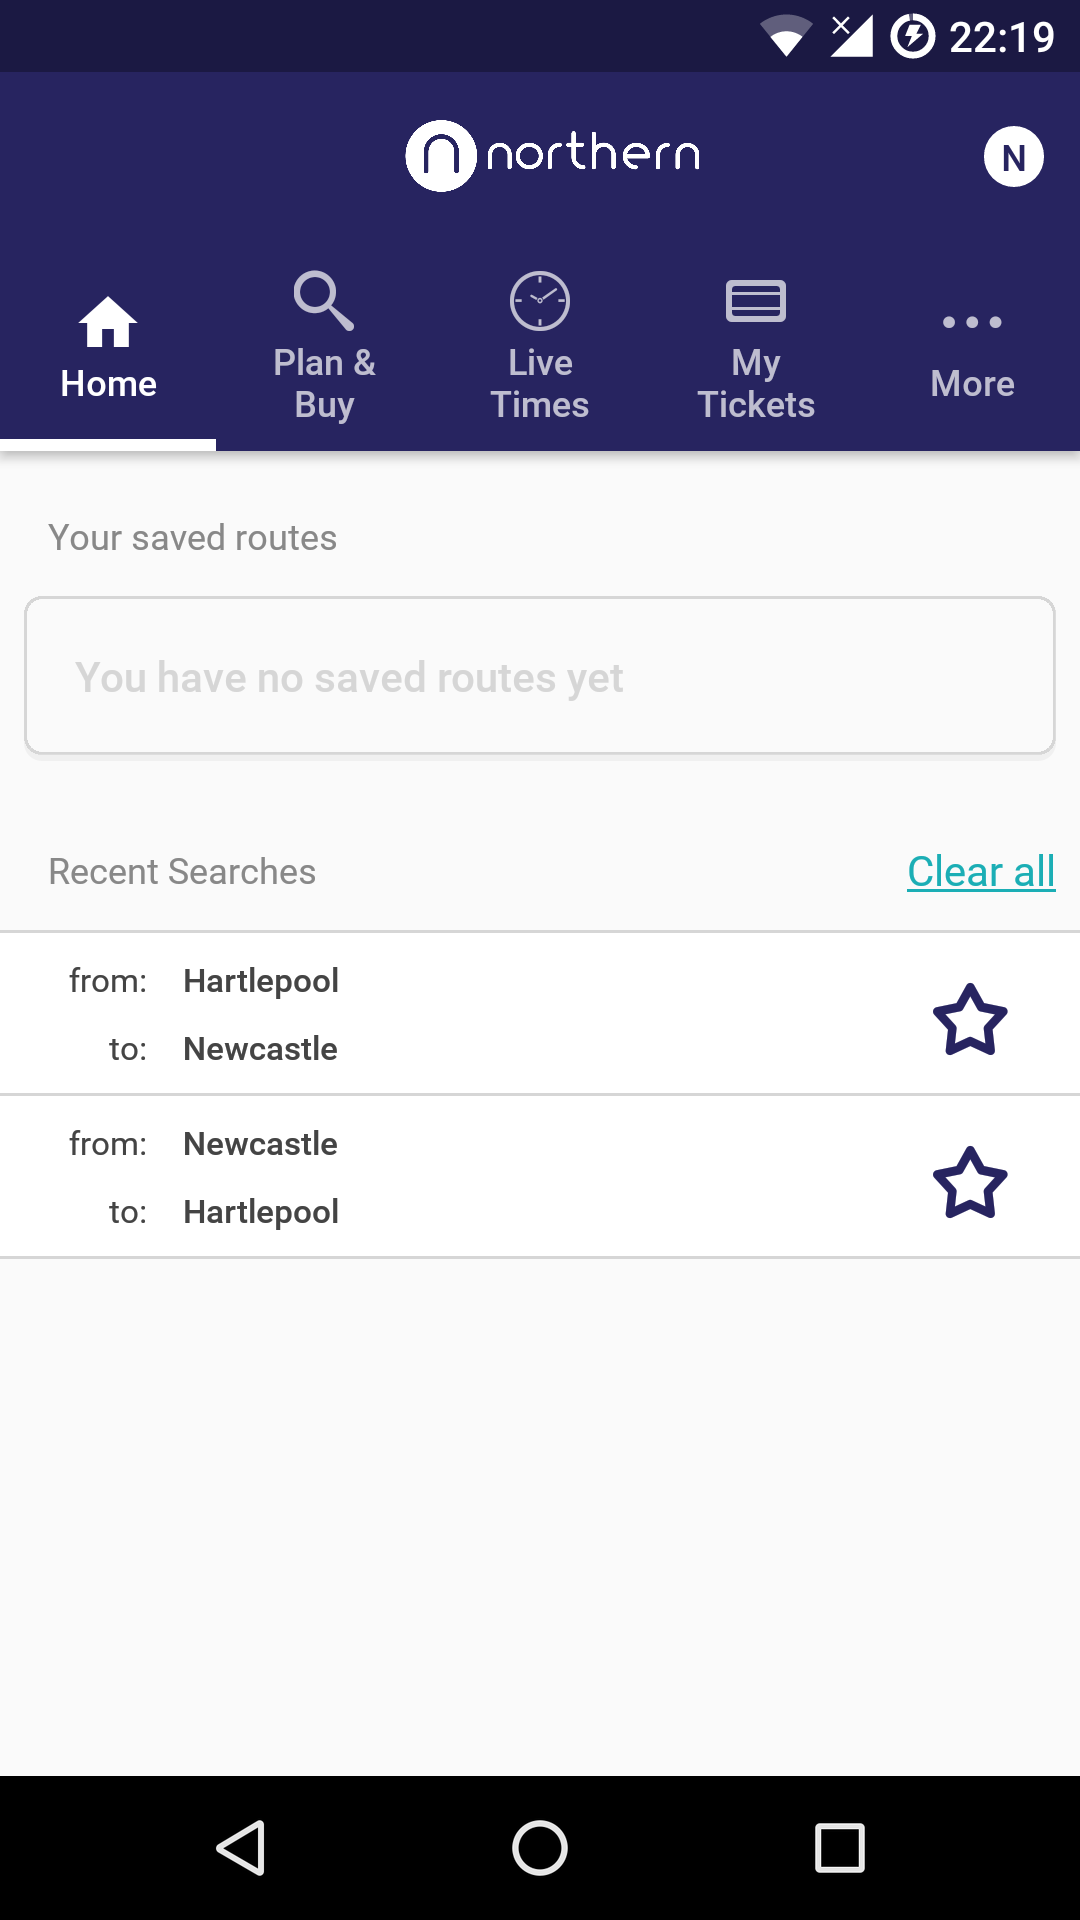 22:19
northern
N
Home
Plan &
Buy
Live
Times
My
Tickets
More
Your saved routes
You have no saved routes yet
Recent Searches
Clear all
from: Hartlepool
to: Newcastle
from: Newcastle
to: Hartlepool